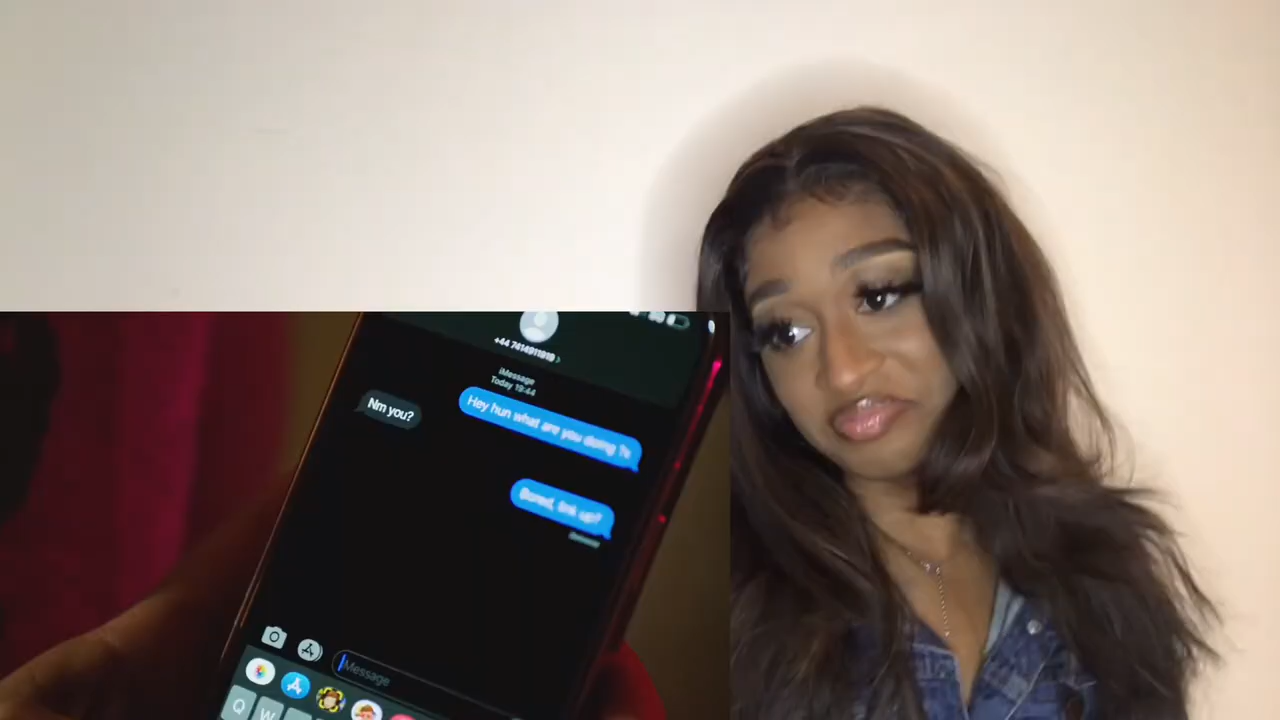 +44 7414911919
iMessage
Today 19:44
Hey hun what are you doing ?x
Nm you?
Bored, link up?
Message
Q
W